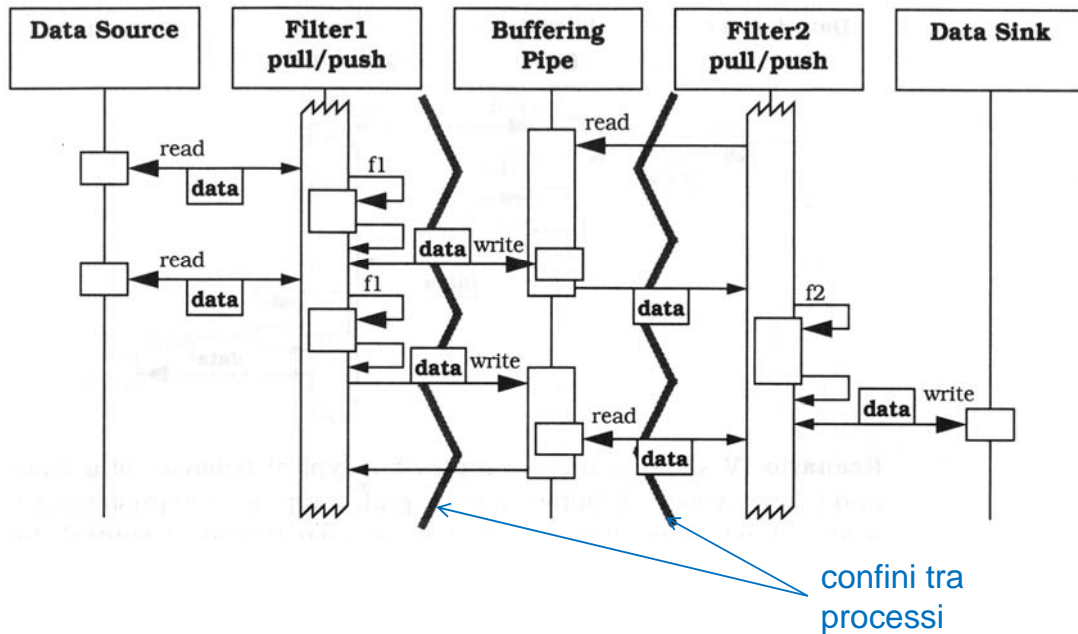 Data Source
Filter1
pull/push
Buffering
Pipe
Filter2
pull/push
Data Sink
read
read
data
f1
data write
read
data
data
f1
f2
data
write
data
write
read
data
confini tra
processi